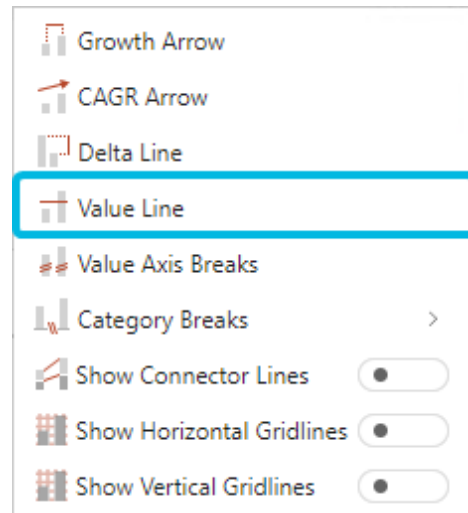 Growth Arrow
CAGR Arrow
Delta Line
Value Line
Value Axis Breaks
Category Breaks
Show Connector Lines
Show Horizontal Gridlines
Show Vertical Gridlines